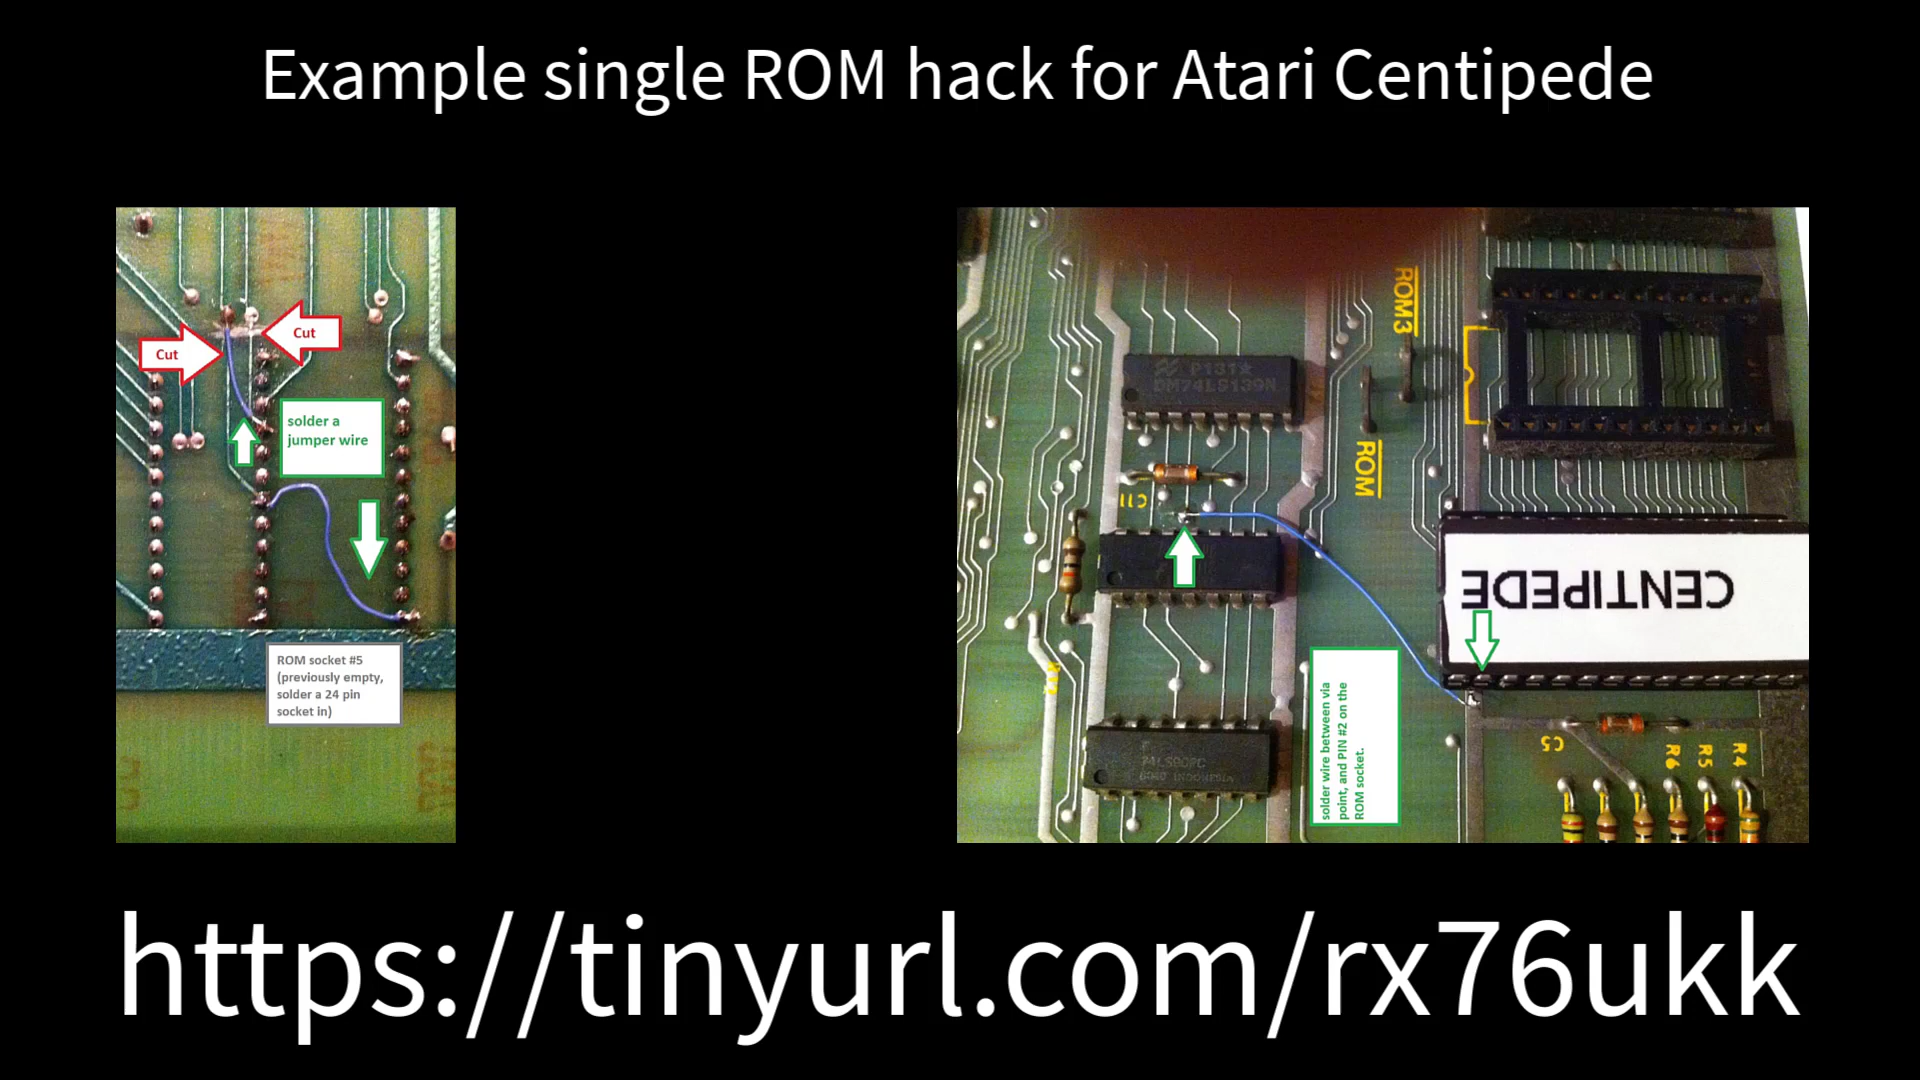 Example single ROM hack for Atari Centipede
Cut
Cut
solder a
jumper wire
ROM socket #5
(previously empty,
solder a 24 pin
socket in)
ROM3
ROM
P131
DM74LS139N
C11
CENTIPEDE
solder wire between via
point, and PIN #2 on the
ROM socket.
C5
R6
R5
R4
https://tinyurl.com/rx76ukk